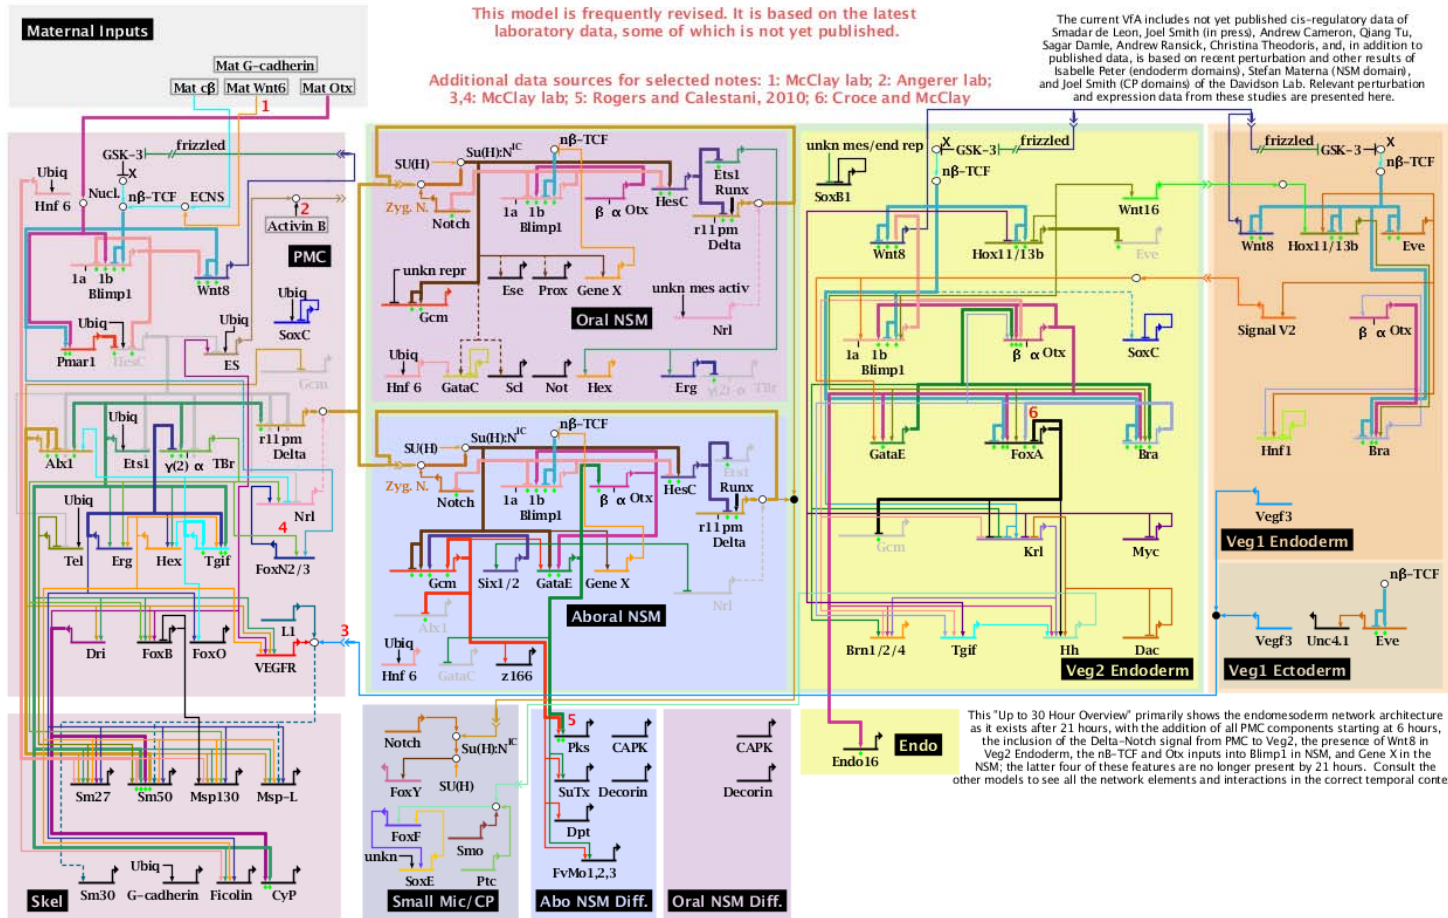 This model is frequently revised. It is based on the latest
laboratory data, some of which is not yet published.
Additional data sources for selected notes: 1: McClay lab; 2: Angerer lab;
3,4: McClay lab; 5: Rogers and Calestani, 2010; 6: Croce and McClay
The current VfA includes not yet published cis-regulatory data of
Smadar de Leon, Joel Smith (in press), Andrew Cameron, Qiang Tu,
Sagar Damle, Andrew Ransick, Christina Theodoris, and, in addition to
published data, is based on recent perturbation and other results of
Isabelle Peter (endoderm domains), Stefan Materna (NSM domain),
and Joel Smith (CP domains) of the Davidson Lab. Relevant perturbation
and expression data from these studies are presented here.
Maternal Inputs
Mat G-cadherin
Mat cβ
Mat Wnt6
Mat Otx
1
frizzled
GSK-3
X
Ubiq
Hnf 6
Nucl.
nβ-TCF
ECNS
2
Activin B
PMC
1a
1b
Blimp1
Wnt8
Ubiq
SoxC
Ubiq
Pmar1
HesC
Ubiq
ES
Gcm
r11pm
Delta
Alx1
Ubiq
Ets1
γ(2)
α
TBr
Nrl
4
Ubiq
Tel
Erg
Hex
Tgif
FoxN2/3
L1
3
Dri
FoxB
FoxO
VEGFR
Sm27
Sm50
Msp130
Msp-L
Ubiq
Sm30
G-cadherin
Ficolin
CyP
Skel
SU(H)
Su(H):N^IC
nβ-TCF
Zyg. N.
Notch
1a
1b
Blimp1
β
α
Otx
HesC
Ets1
Runx
r11pm
Delta
unkn repr
Gcm
Ese
Prox
Gene X
unkn mes activ
Nrl
Oral NSM
Ubiq
Hnf 6
GataC
Scl
Not
Hex
Erg
γ(2)
α
TBr
SU(H)
Su(H):N^IC
nβ-TCF
Zyg. N.
Notch
1a
1b
Blimp1
β
α
Otx
HesC
Ets1
Runx
r11pm
Delta
Gcm
Six1/2
GataE
Gene X
Nrl
Alx1
Aboral NSM
Ubiq
Hnf 6
GataC
z166
unkn mes/end rep
SoxB1
X
GSK-3
frizzled
nβ-TCF
Wnt16
Wnt8
Hox11/13b
Eve
1a
1b
Blimp1
β
α
Otx
SoxC
6
GataE
FoxA
Bra
Gcm
Krl
Myc
Brn1/2/4
Tgif
Hh
Dac
Veg2 Endoderm
frizzled
GSK-3
X
nβ-TCF
Wnt8
Hox11/13b
Eve
Signal V2
β
α
Otx
Hnf1
Bra
Vegf3
Veg1 Endoderm
nβ-TCF
Vegf3
Unc4.1
Eve
Veg1 Ectoderm
Notch
Su(H):N^IC
FoxY
SU(H)
FoxF
Smo
unkn
SoxE
Ptc
Small Mic/CP
5
Pks
CAPK
SuTx
Decorin
Dpt
FvMo1,2,3
Abo NSM Diff.
CAPK
Decorin
Oral NSM Diff.
Endo16
Endo
This "Up to 30 Hour Overview" primarily shows the endomesoderm network architecture
as it exists after 21 hours, with the addition of all PMC components starting at 6 hours,
the inclusion of the Delta-Notch signal from PMC to Veg2, the presence of Wnt8 in
Veg2 Endoderm, the nB-TCF and Otx inputs into Blimp1 in NSM, and Gene X in the
NSM; the latter four of these features are no longer present by 21 hours. Consult the
other models to see all the network elements and interactions in the correct temporal conte